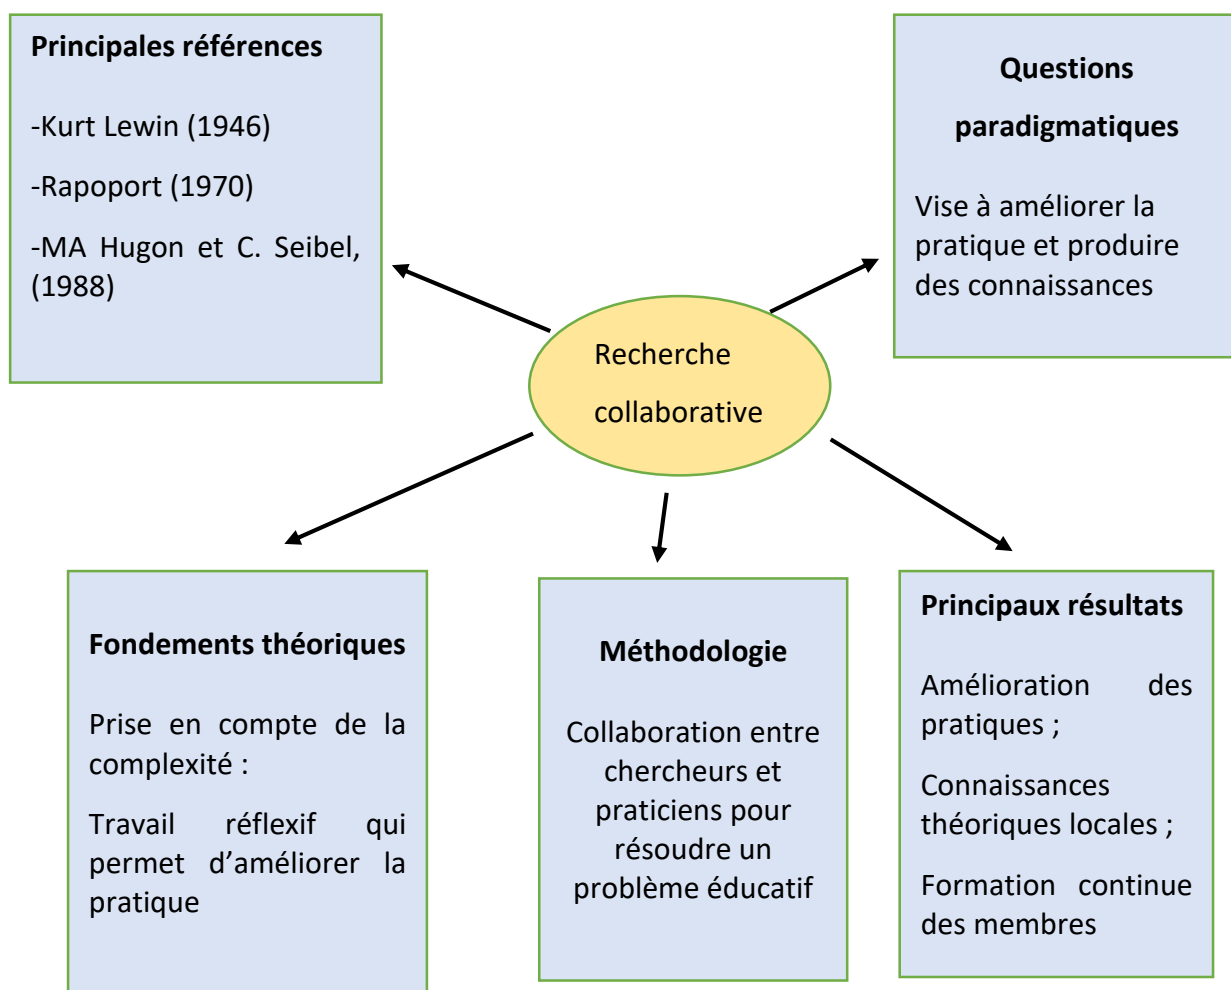 Principales références
-Kurt Lewin (1946)
-Rapoport (1970)
-MA Hugon et C. Seibel,
(1988)
Questions
paradigmatiques
Vise à améliorer la
pratique et produire
des connaissances
Recherche
collaborative
Fondements théoriques
Prise en compte de la
complexité :
Travail réflexif qui
permet d’améliorer la
pratique
Méthodologie
Collaboration entre
chercheurs et
praticiens pour
résoudre un
problème éducatif
Principaux résultats
Amélioration des
pratiques ;
Connaissances
théoriques locales ;
Formation continue
des membres